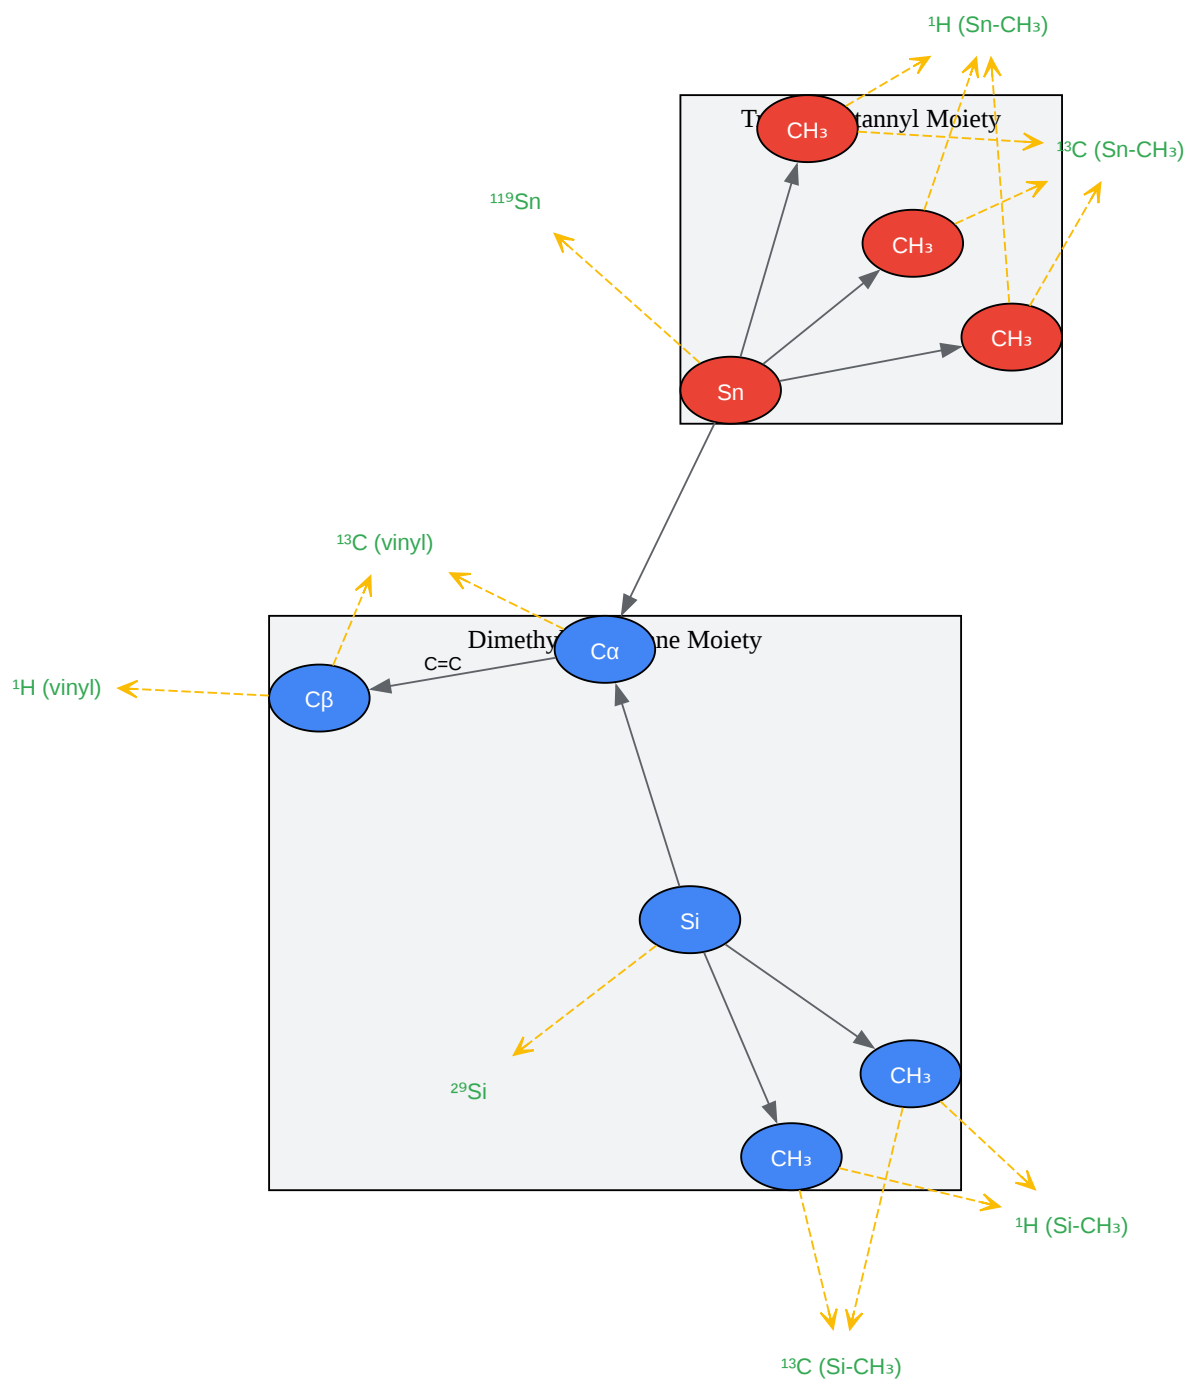 ¹H (Sn-CH₃)
tannyl Moiety
CH₃
¹³C (Sn-CH₃)
¹¹⁹Sn
CH₃
CH₃
Sn
¹³C (vinyl)
Dimethyl
ne Moiety
Cα
C=C
¹H (vinyl)
Cβ
Si
²⁹Si
CH₃
CH₃
¹H (Si-CH₃)
¹³C (Si-CH₃)